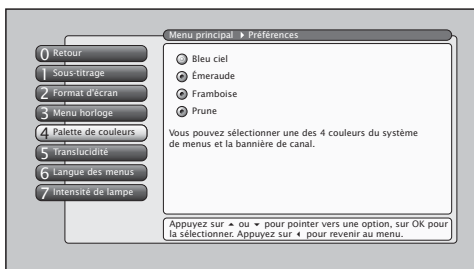 Menu principal ▸ Préférences
0 Retour
1 Sous-titrage
2 Format d'écran
3 Menu horloge
4 Palette de couleurs
5 Translucidité
6 Langue des menus
7 Intensité de lampe
Bleu ciel
Émeraude
Framboise
Prune
Vous pouvez sélectionner une des 4 couleurs du système
de menus et la bannière de canal.
Appuyez sur ▴ ou ▾ pour pointer vers une option, sur OK pour
la sélectionner. Appuyez sur ◂ pour revenir au menu.